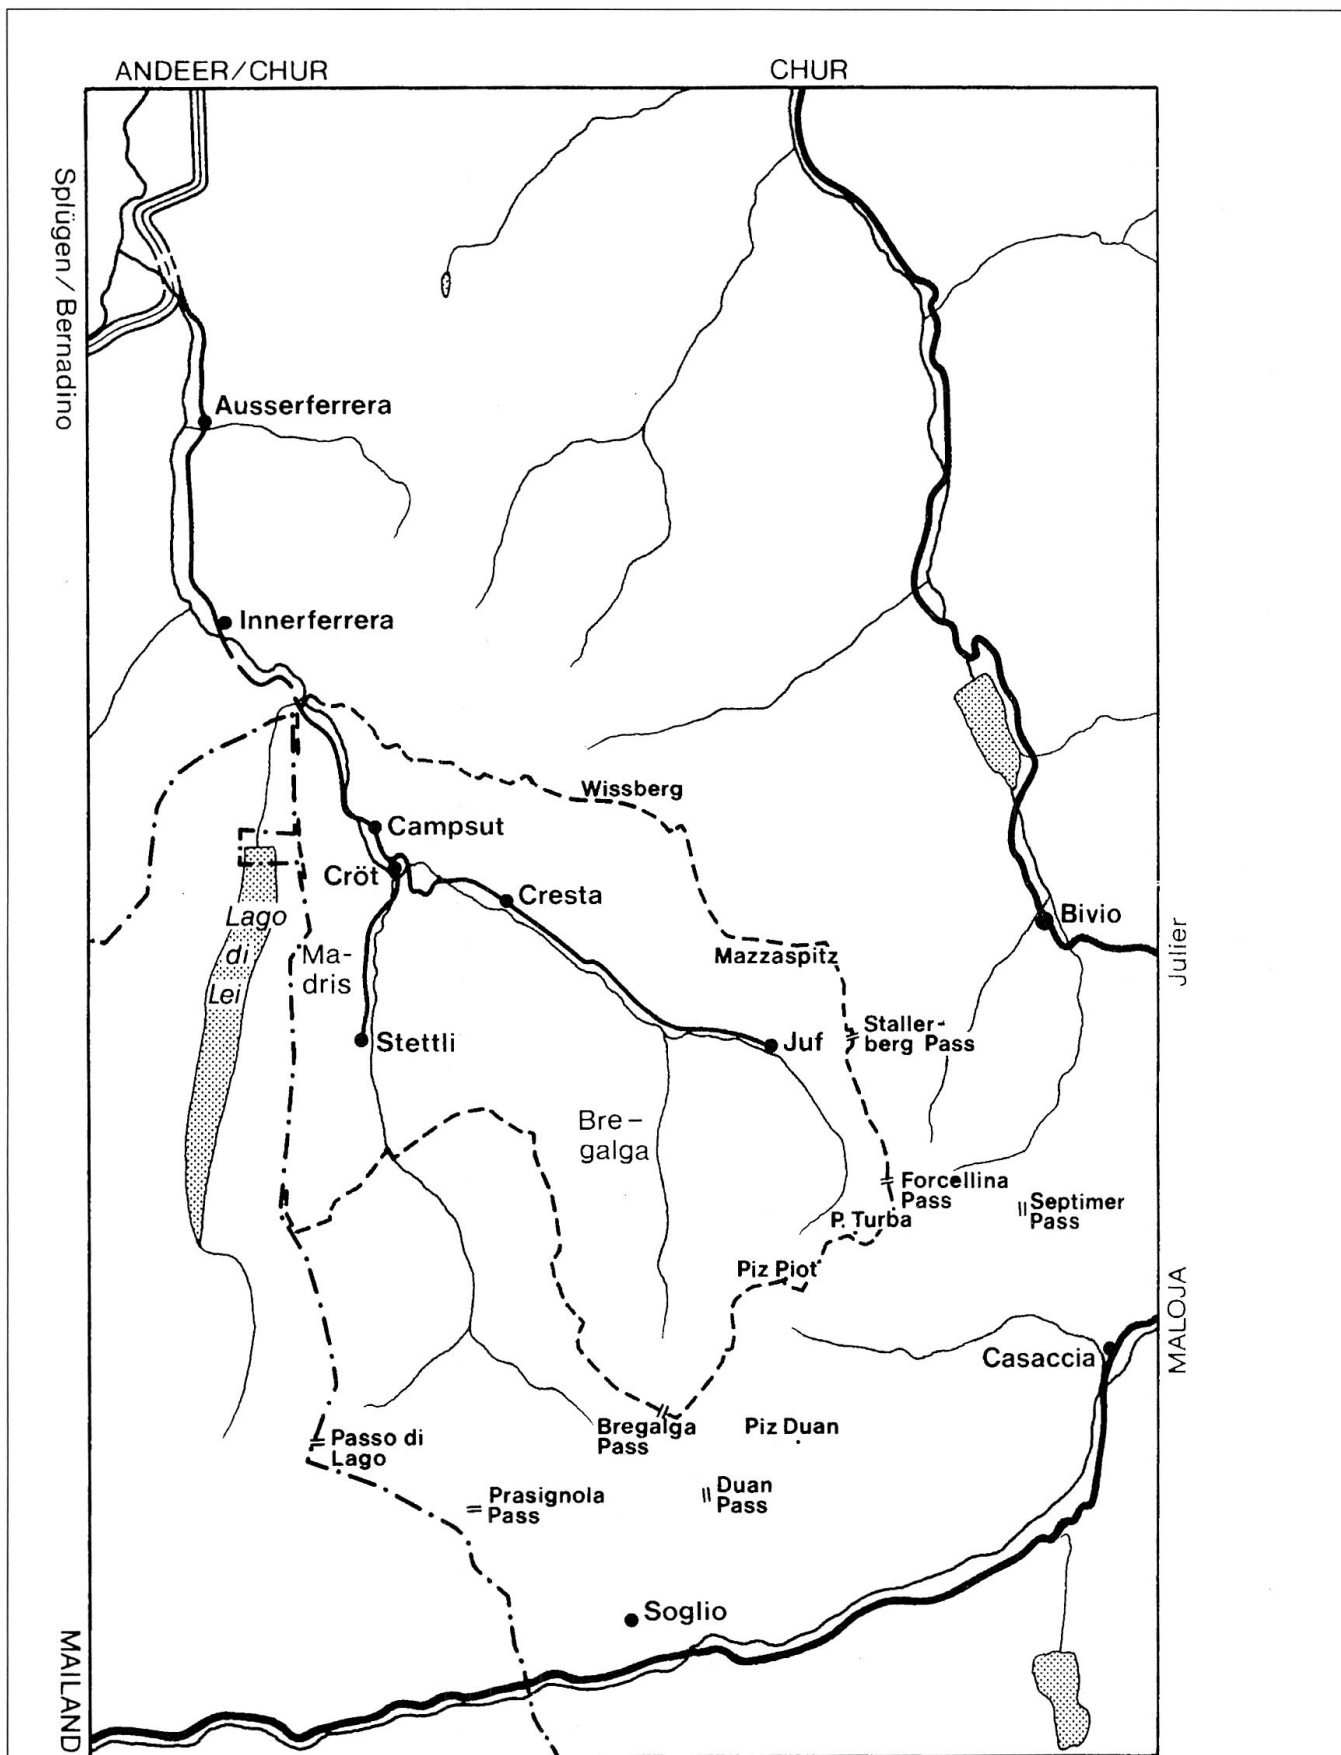 ANDEER/CHUR
CHUR
Splügen/Bernadino
Ausserferrera
Innerferrera
Wissberg
Campsut
Cröt
Cresta
Lago
di
Lei
Ma-
dris
Bivio
Julier
Mazzaspitz
Staller-
berg Pass
Stettli
Juf
Bre-
galga
Forcellina
Pass
Septimer
Pass
P. Turba
Piz Piot
MALOJA
Casaccia
Bregalga
Pass
Piz Duan
Passo di
Lago
Prasignola
Pass
Duan
Pass
Soglio
MAILAND